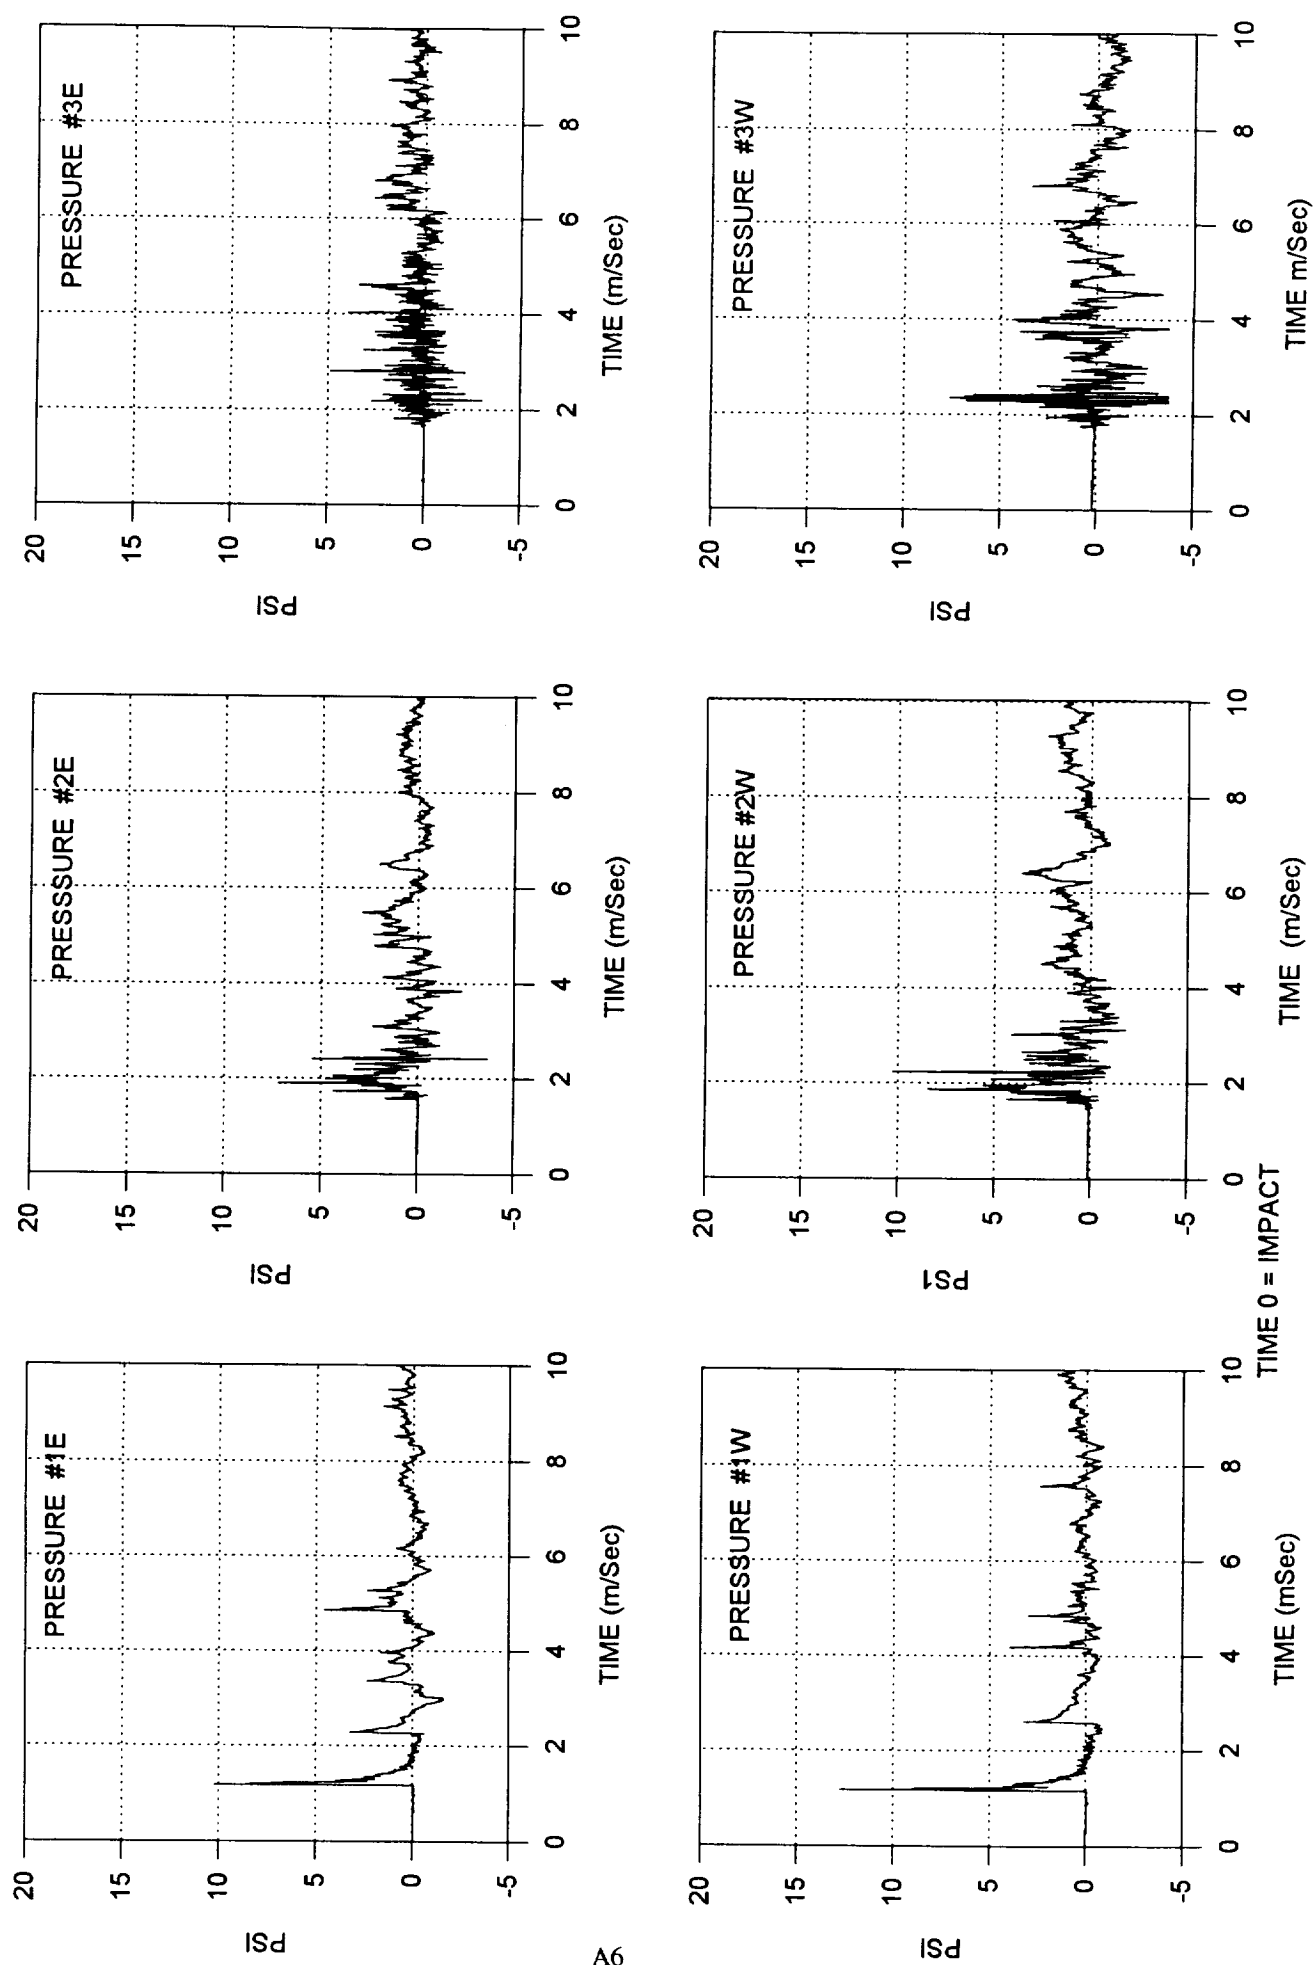 PRESSURE #1E
PSI
20
15
10
5
0
-5
0 2 4 6 8 10
TIME (m/Sec)
PRESSSURE #2E
PSI
20
15
10
5
0
-5
0 2 4 6 8 10
TIME (m/Sec)
PRESSURE #3E
PSI
20
15
10
5
0
-5
0 2 4 6 8 10
TIME (m/Sec)
PRESSURE #1W
PSI
20
15
10
5
0
-5
0 2 4 6 8 10
TIME (mSec)
PRESSURE #2W
PS1
20
15
10
5
0
-5
0 2 4 6 8 10
TIME (m/Sec)
PRESSURE #3W
PSI
20
15
10
5
0
-5
0 2 4 6 8 10
TIME m/Sec)
TIME 0 = IMPACT
A6